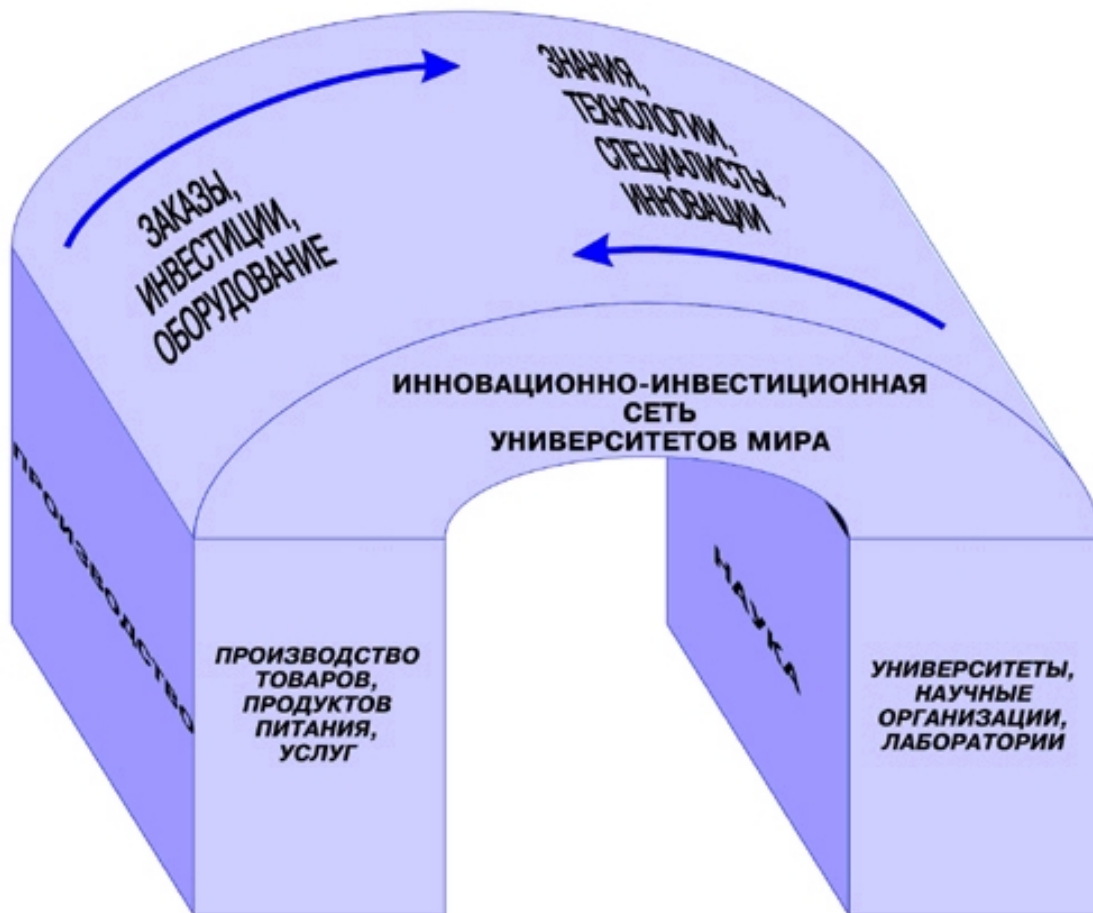 ЗНАНИЯ,
ТЕХНОЛОГИИ,
СПЕЦИАЛИСТЫ,
ИННОВАЦИИ
ЗАКАЗЫ,
ИНВЕСТИЦИИ,
ОБОРУДОВАНИЕ
ИННОВАЦИОННО-ИНВЕСТИЦИОННАЯ
СЕТЬ
УНИВЕРСИТЕТОВ МИРА
ПРОИЗВОДСТВО
НАУКА
ПРОИЗВОДСТВО
ТОВАРОВ,
ПРОДУКТОВ
ПИТАНИЯ,
УСЛУГ
УНИВЕРСИТЕТЫ,
НАУЧНЫЕ
ОРГАНИЗАЦИИ,
ЛАБОРАТОРИИ